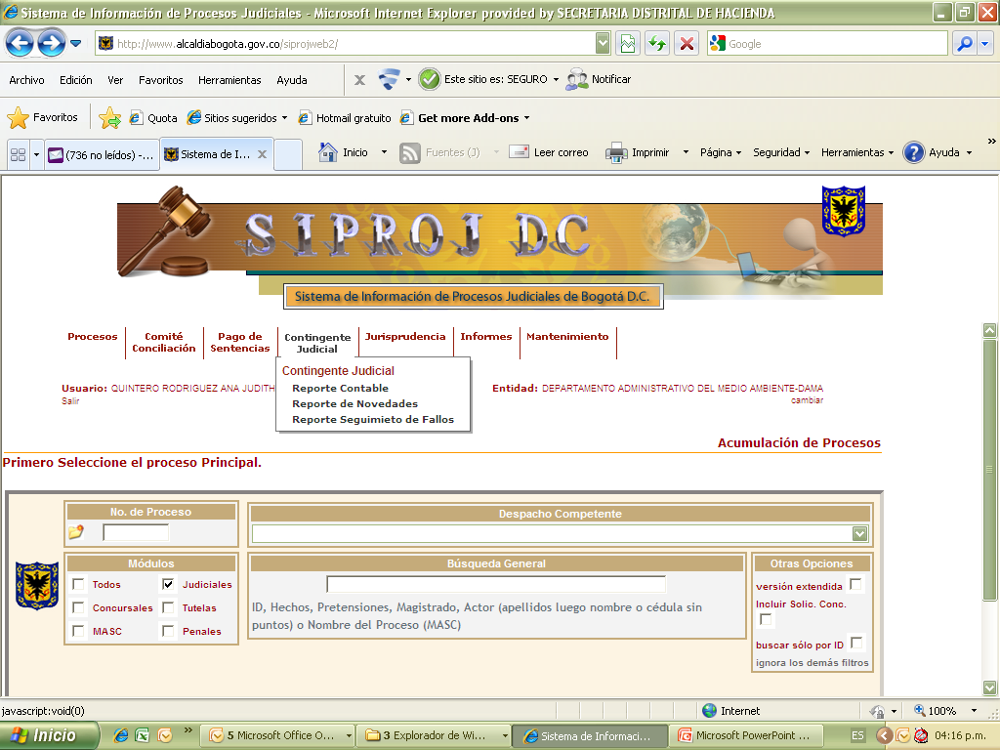 Sistema de Información de Procesos Judiciales - Microsoft Internet Explorer provided by SECRETARIA DISTRITAL DE HACIENDA
http://www.alcaldiabogota.gov.co/siprojweb2/
Google
Archivo Edición Ver Favoritos Herramientas Ayuda
Este sitio es: SEGURO
Notificar
Favoritos
Quota
Sitios sugeridos
Hotmail gratuito
Get more Add-ons
(736 no leídos) -...
Sistema de I...
Inicio
Fuentes (J)
Leer correo
Imprimir
Página
Seguridad
Herramientas
Ayuda
SIPROJ DC
Sistema de Información de Procesos Judiciales de Bogotá D.C.
Procesos
Comité
Conciliación
Pago de
Sentencias
Contingente
Judicial
Jurisprudencia
Informes
Mantenimiento
Contingente Judicial
Reporte Contable
Reporte de Novedades
Reporte Seguimieto de Fallos
Usuario: QUINTERO RODRIGUEZ ANA JUDITH
Salir
Entidad: DEPARTAMENTO ADMINISTRATIVO DEL MEDIO AMBIENTE-DAMA
cambiar
Acumulación de Procesos
Primero Seleccione el proceso Principal.
No. de Proceso
Despacho Competente
Módulos
Todos Judiciales
Concursales Tutelas
MASC Penales
Búsqueda General
ID, Hechos, Pretensiones, Magistrado, Actor (apellidos luego nombre o cédula sin
puntos) o Nombre del Proceso (MASC)
Otras Opciones
versión extendida
Incluir Solic. Conc.
buscar sólo por ID
ignora los demás filtros
javascript:void(0)
Internet
100%
Inicio
5 Microsoft Office O...
3 Explorador de Wi...
Sistema de Informaci...
Microsoft PowerPoint ...
ES
04:16 p.m.